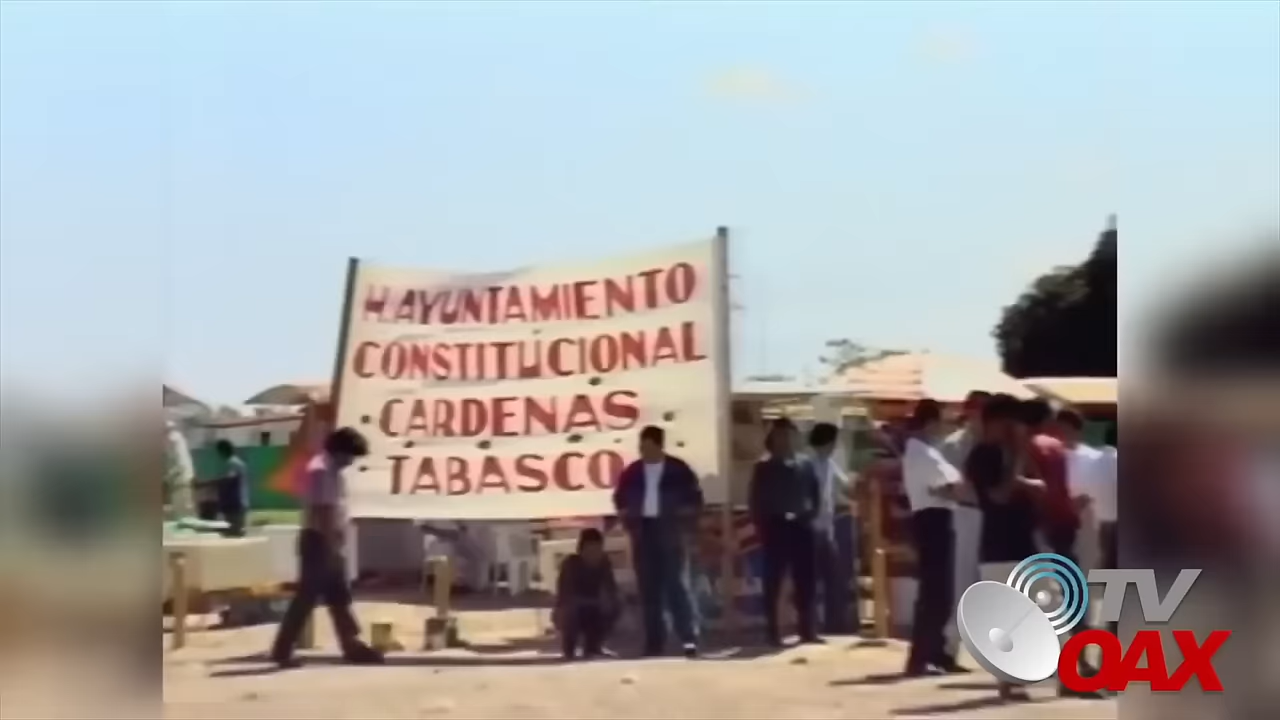 H. AYUNTAMIENTO
CONSTITUCIONAL
CARDENAS
TABASCO
TV
OAX